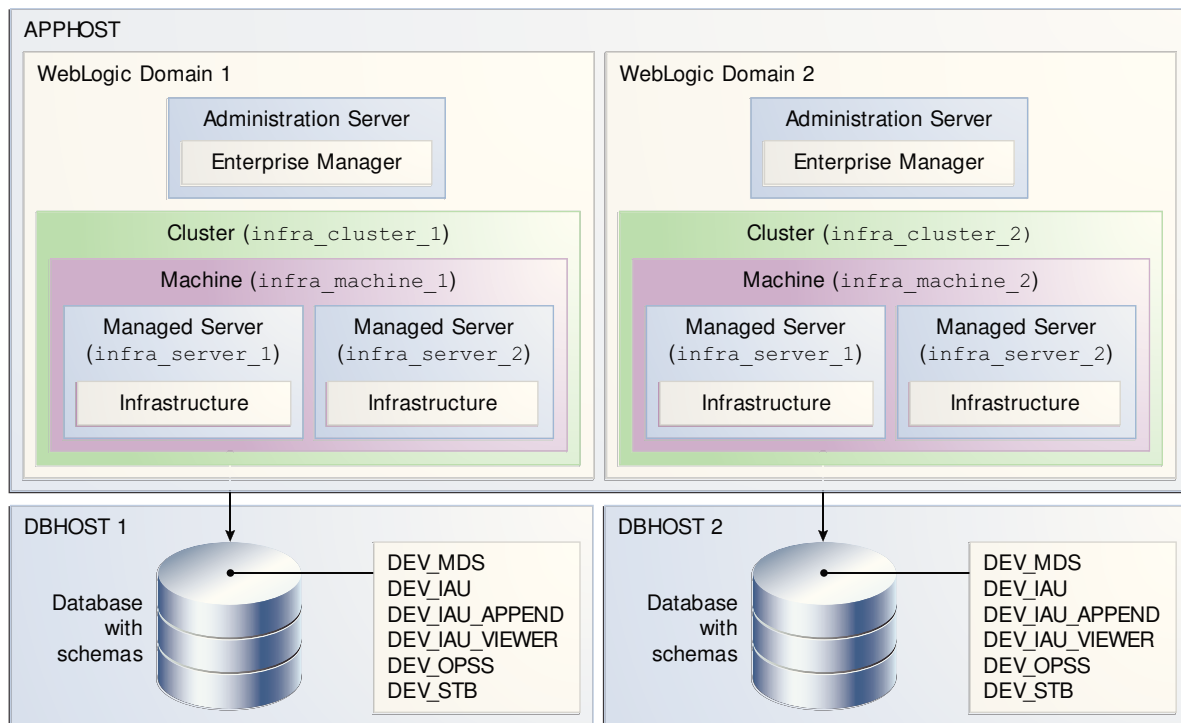 APPHOST
WebLogic Domain 1
Administration Server
Enterprise Manager
Cluster (infra_cluster_1)
Machine (infra_machine_1)
Managed Server
(infra_server_1)
Infrastructure
Managed Server
(infra_server_2)
Infrastructure
WebLogic Domain 2
Administration Server
Enterprise Manager
Cluster (infra_cluster_2)
Machine (infra_machine_2)
Managed Server
(infra_server_1)
Infrastructure
Managed Server
(infra_server_2)
Infrastructure
DBHOST 1
Database
with
schemas
DEV_MDS
DEV_IAU
DEV_IAU_APPEND
DEV_IAU_VIEWER
DEV_OPSS
DEV_STB
DBHOST 2
Database
with
schemas
DEV_MDS
DEV_IAU
DEV_IAU_APPEND
DEV_IAU_VIEWER
DEV_OPSS
DEV_STB